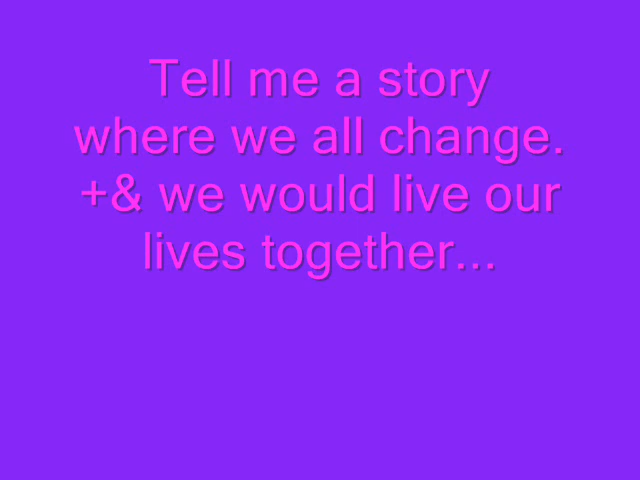 Tell me a story
where we all change.
+& we would live our
lives together...